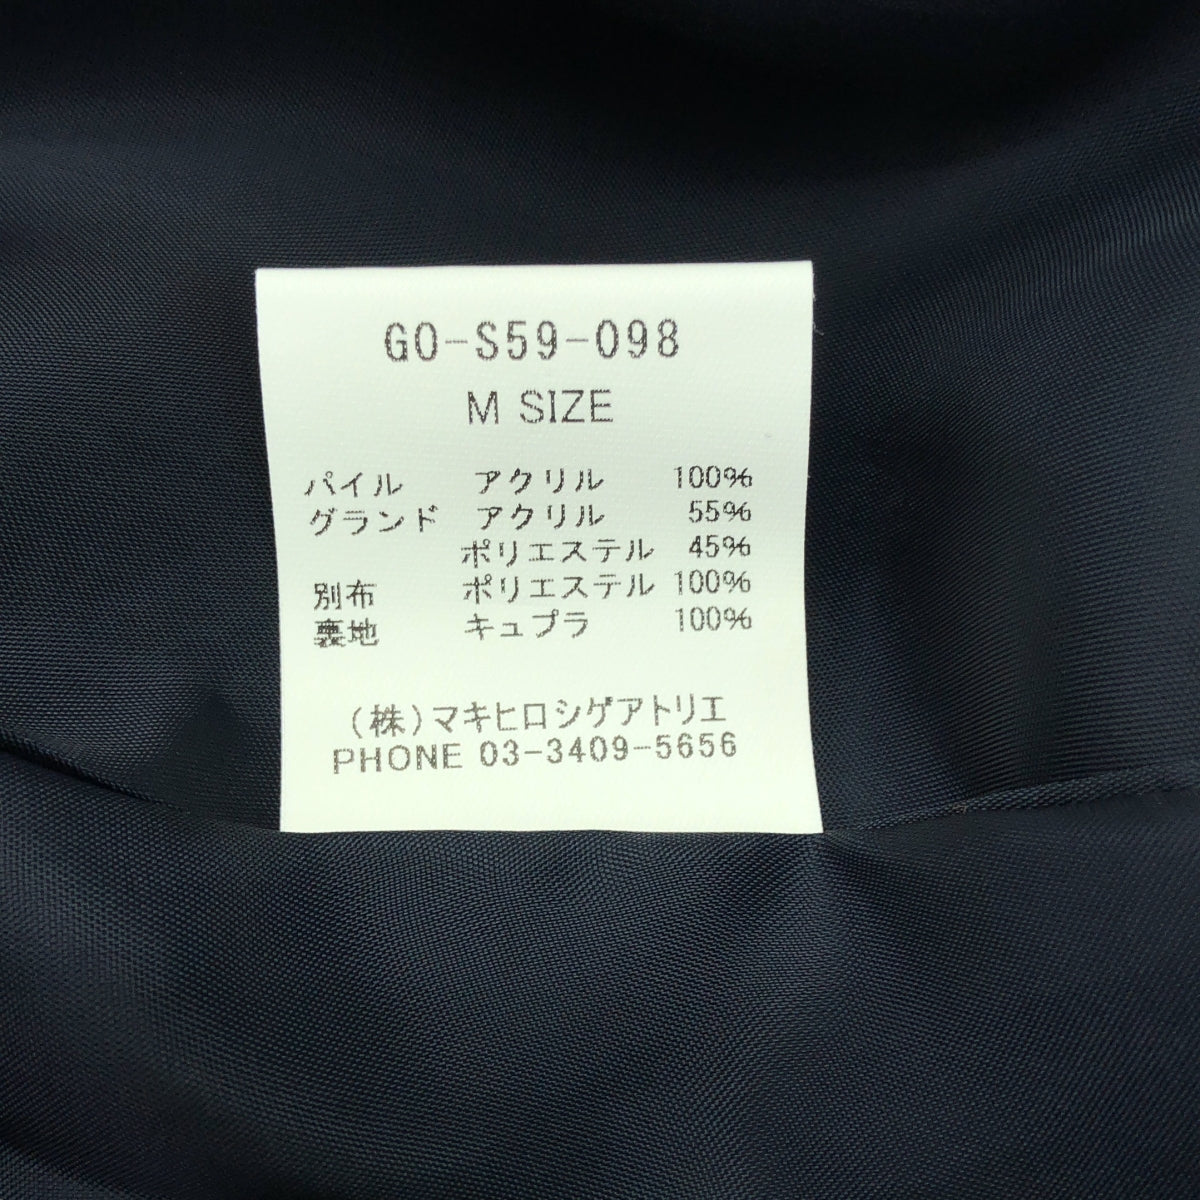 GO-S59-098
M SIZE
パイル アクリル 100%
グランド アクリル 55%
ポリエステル 45%
別布 ポリエステル 100%
裏地 キュプラ 100%
(株)マキヒロシゲアトリエ
PHONE 03-3409-5656